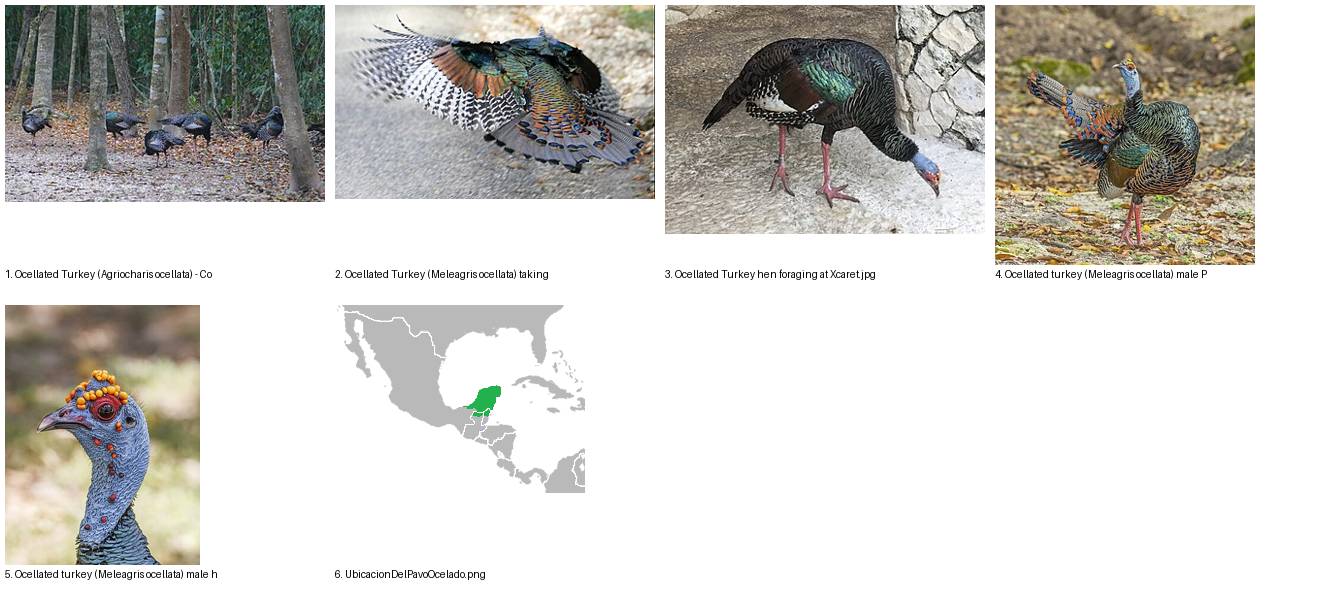 1. Ocellated Turkey (Agriocharis ocellata) - Co
2. Ocellated Turkey (Meleagris ocellata) taking
3. Ocellated Turkey hen foraging at Xcaret.jpg
4. Ocellated turkey (Meleagris ocellata) male P
5. Ocellated turkey (Meleagris ocellata) male h
6. UbicacionDelPavoOcelado.png